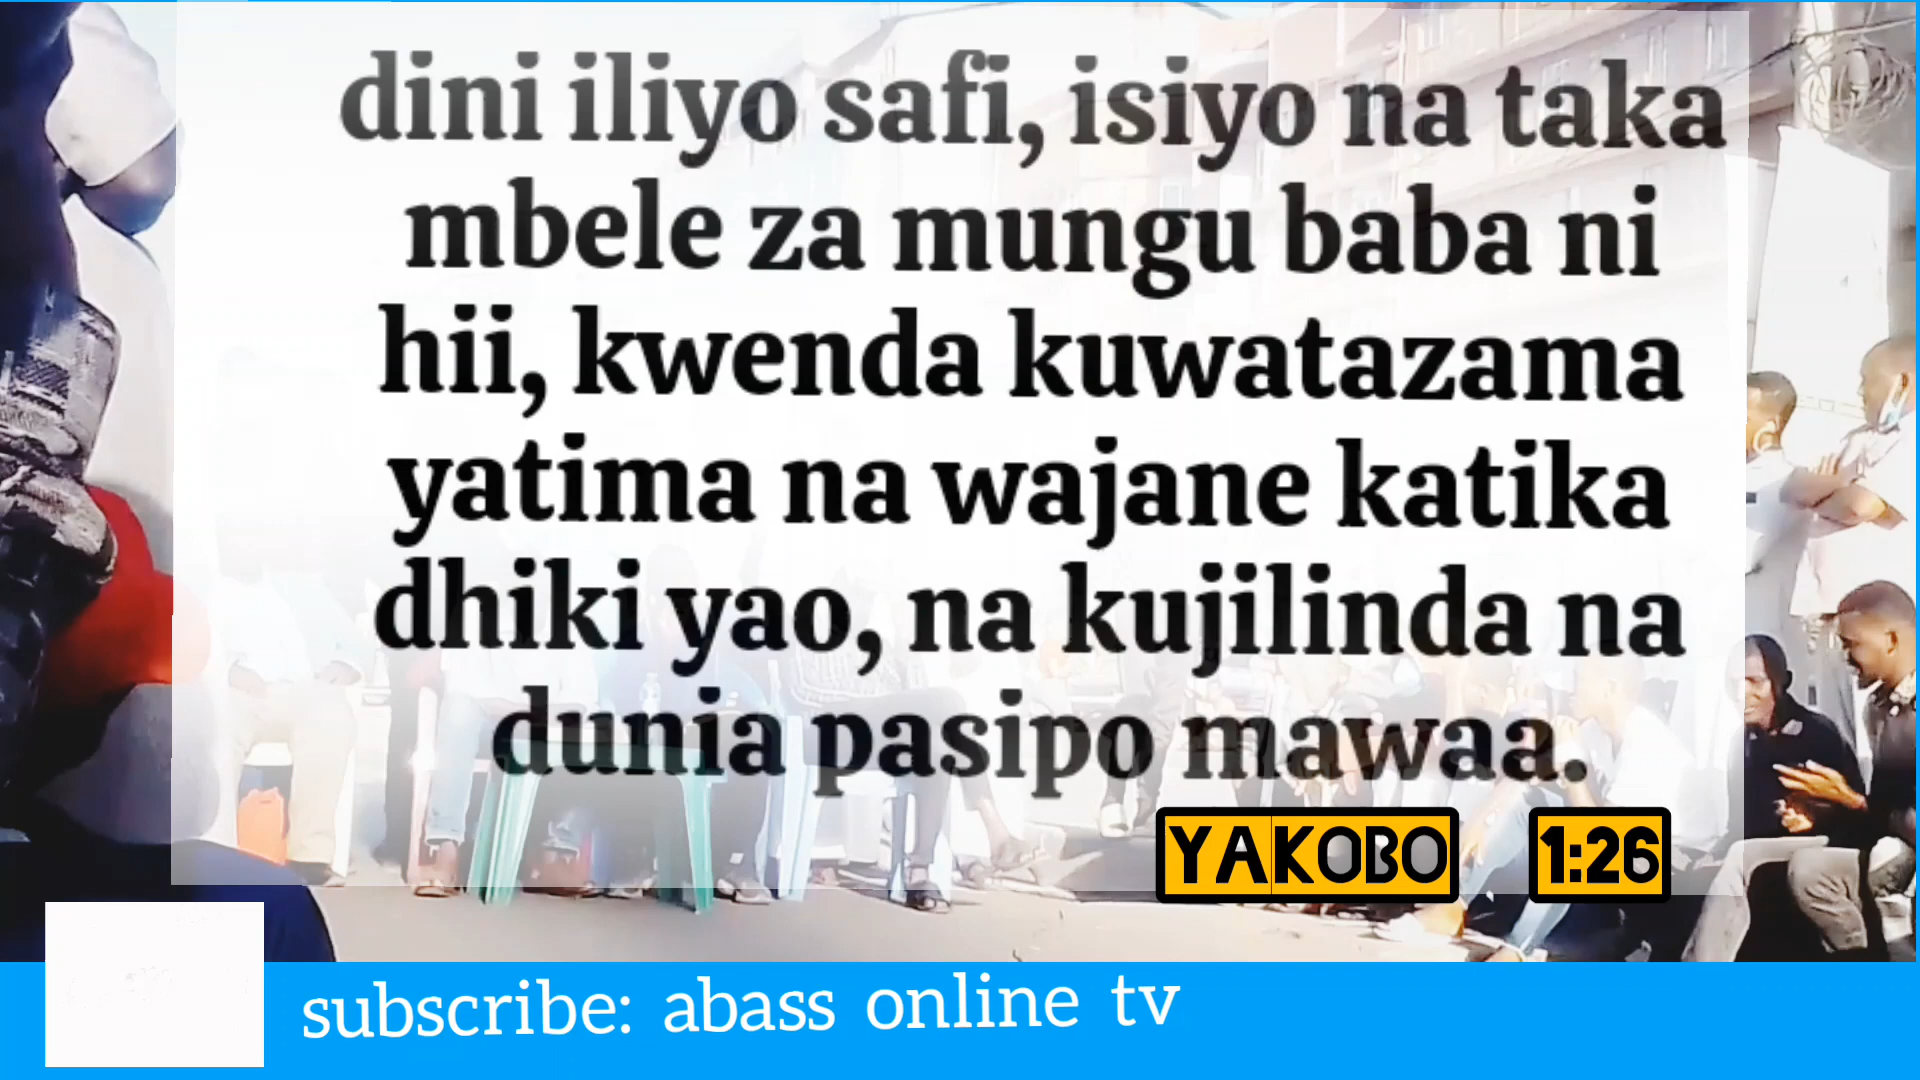 dini iliyo safi, isiyo na taka
mbele za mungu baba ni
hii, kwenda kuwatazama
yatima na wajane katika
dhiki yao, na kujilinda na
dunia pasipo mawaa.
YAKOBO 1:26
subscribe: abass online tv